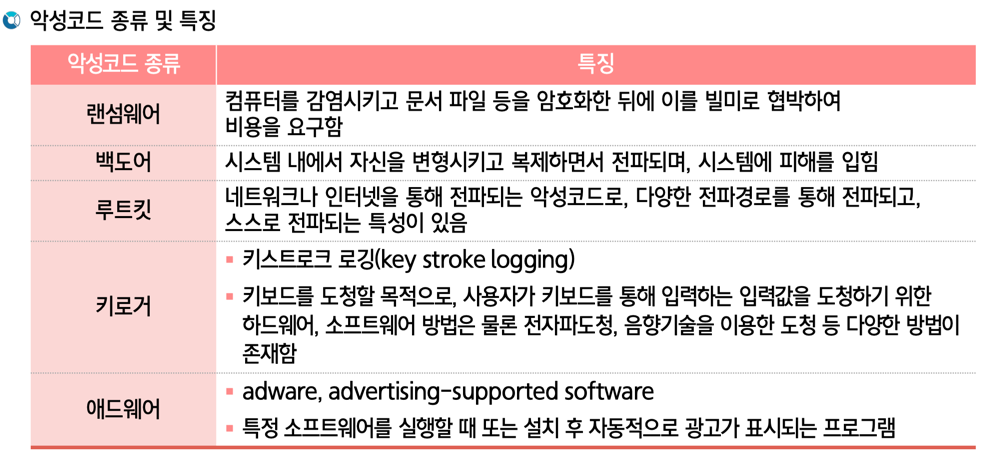 악성코드 종류 및 특징
악성코드 종류 특징
랜섬웨어 컴퓨터를 감염시키고 문서 파일 등을 암호화한 뒤에 이를 빌미로 협박하여
비용을 요구함
백도어 시스템 내에서 자신을 변형시키고 복제하면서 전파되며, 시스템에 피해를 입힘
루트킷 네트워크나 인터넷을 통해 전파되는 악성코드로, 다양한 전파경로를 통해 전파되고,
스스로 전파되는 특성이 있음
키로거
▪ 키스트로크 로깅(key stroke logging)
▪ 키보드를 도청할 목적으로, 사용자가 키보드를 통해 입력하는 입력값을 도청하기 위한
하드웨어, 소프트웨어 방법은 물론 전자파도청, 음향기술을 이용한 도청 등 다양한 방법이
존재함
애드웨어
▪ adware, advertising-supported software
▪ 특정 소프트웨어를 실행할 때 또는 설치 후 자동적으로 광고가 표시되는 프로그램